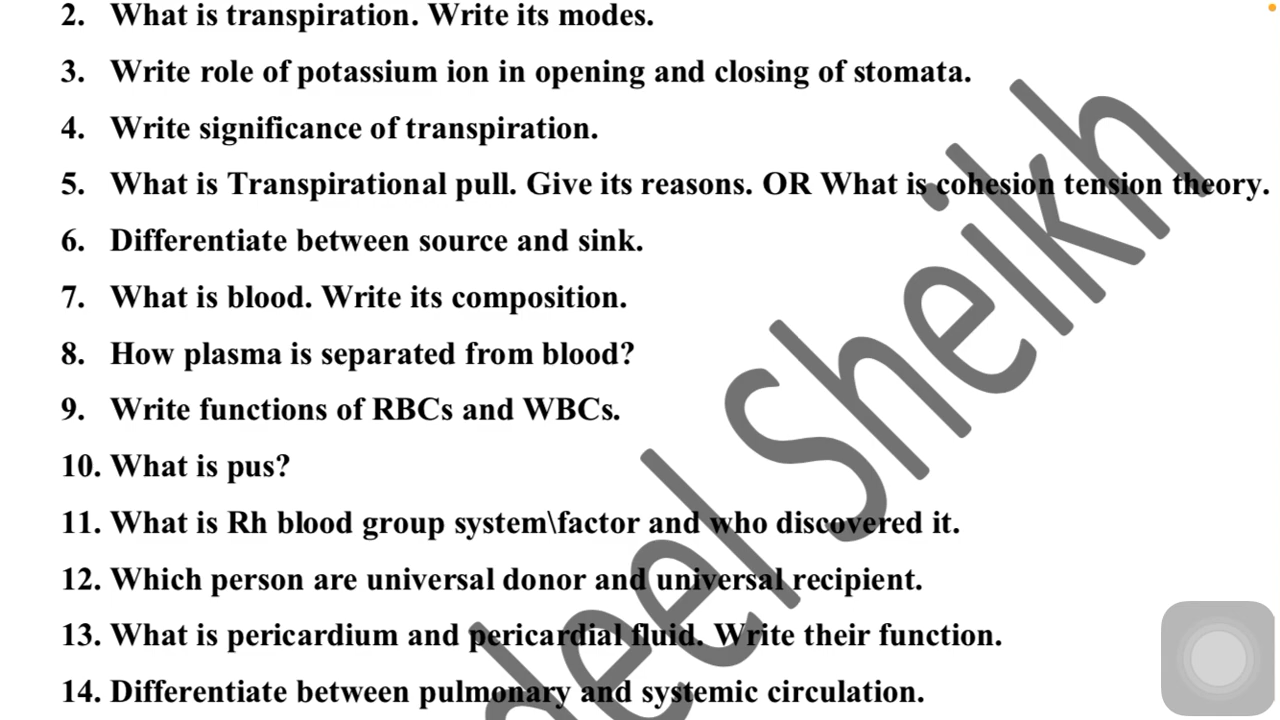 2. What is transpiration. Write its modes.
3. Write role of potassium ion in opening and closing of stomata.
4. Write significance of transpiration.
5. What is Transpirational pull. Give its reasons. OR What is cohesion tension theory.
6. Differentiate between source and sink.
7. What is blood. Write its composition.
8. How plasma is separated from blood?
9. Write functions of RBCs and WBCs.
10. What is pus?
11. What is Rh blood group system\factor and who discovered it.
12. Which person are universal donor and universal recipient.
13. What is pericardium and pericardial fluid. Write their function.
14. Differentiate between pulmonary and systemic circulation.
deel Sheikh